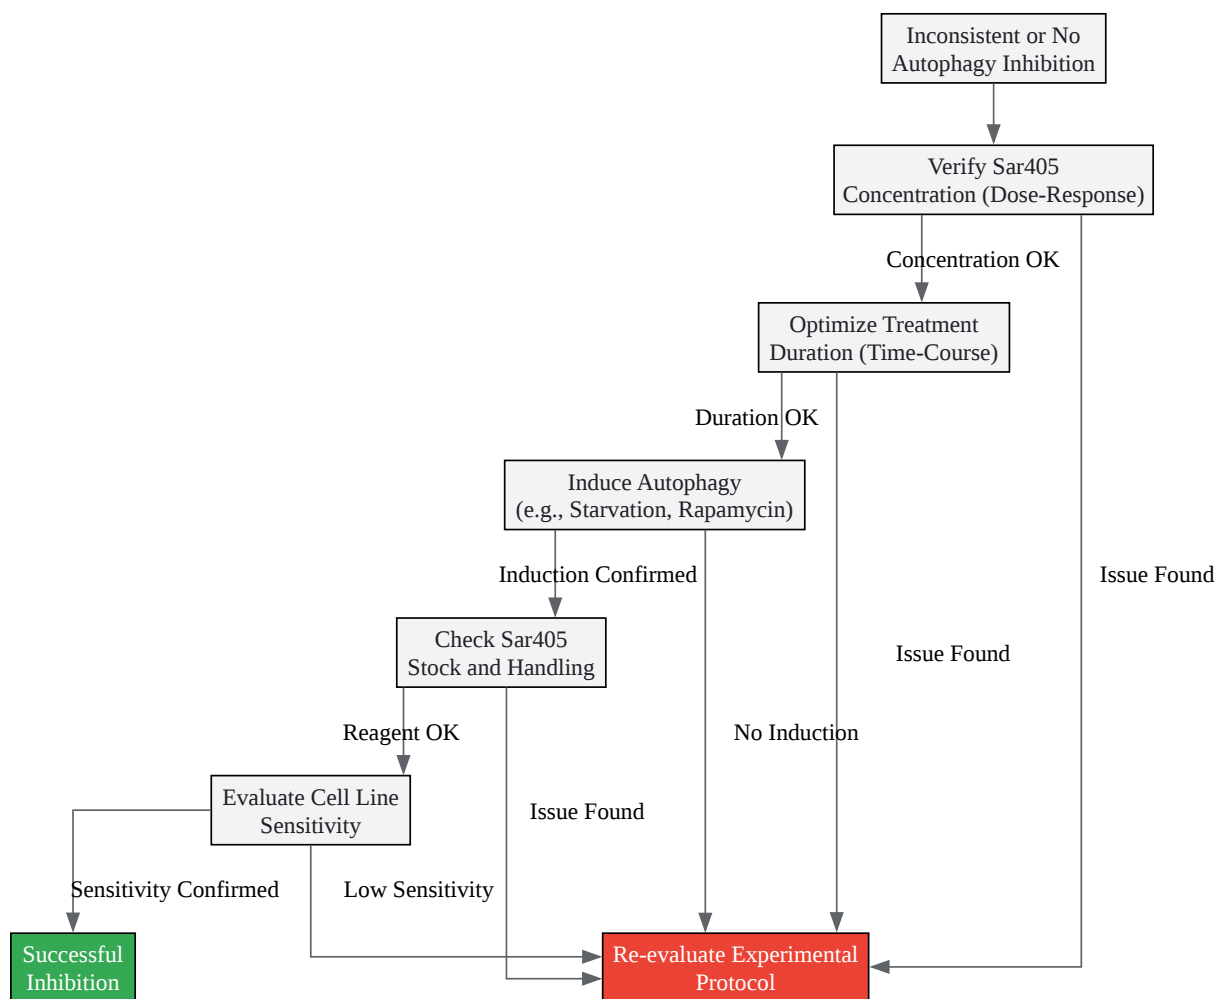 Inconsistent or No
Autophagy Inhibition
Verify Sar405
Concentration (Dose-Response)
Concentration OK
Optimize Treatment
Duration (Time-Course)
Duration OK
Induce Autophagy
(e.g., Starvation, Rapamycin)
Induction Confirmed
Issue Found
Check Sar405
Stock and Handling
Issue Found
Reagent OK
No Induction
Evaluate Cell Line
Sensitivity
Issue Found
Sensitivity Confirmed
Low Sensitivity
Successful
Inhibition
Re-evaluate Experimental
Protocol